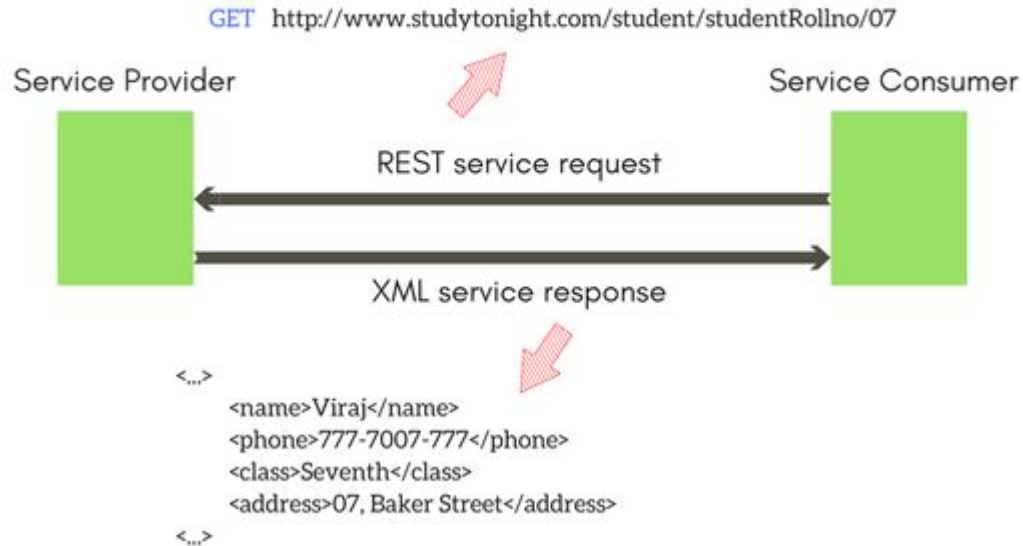 GET http://www.studytonight.com/student/studentRollno/07
Service Provider
Service Consumer
REST service request
XML service response
<...>
<name>Viraj</name>
<phone>777-7007-777</phone>
<class>Seventh</class>
<address>07, Baker Street</address>
<...>